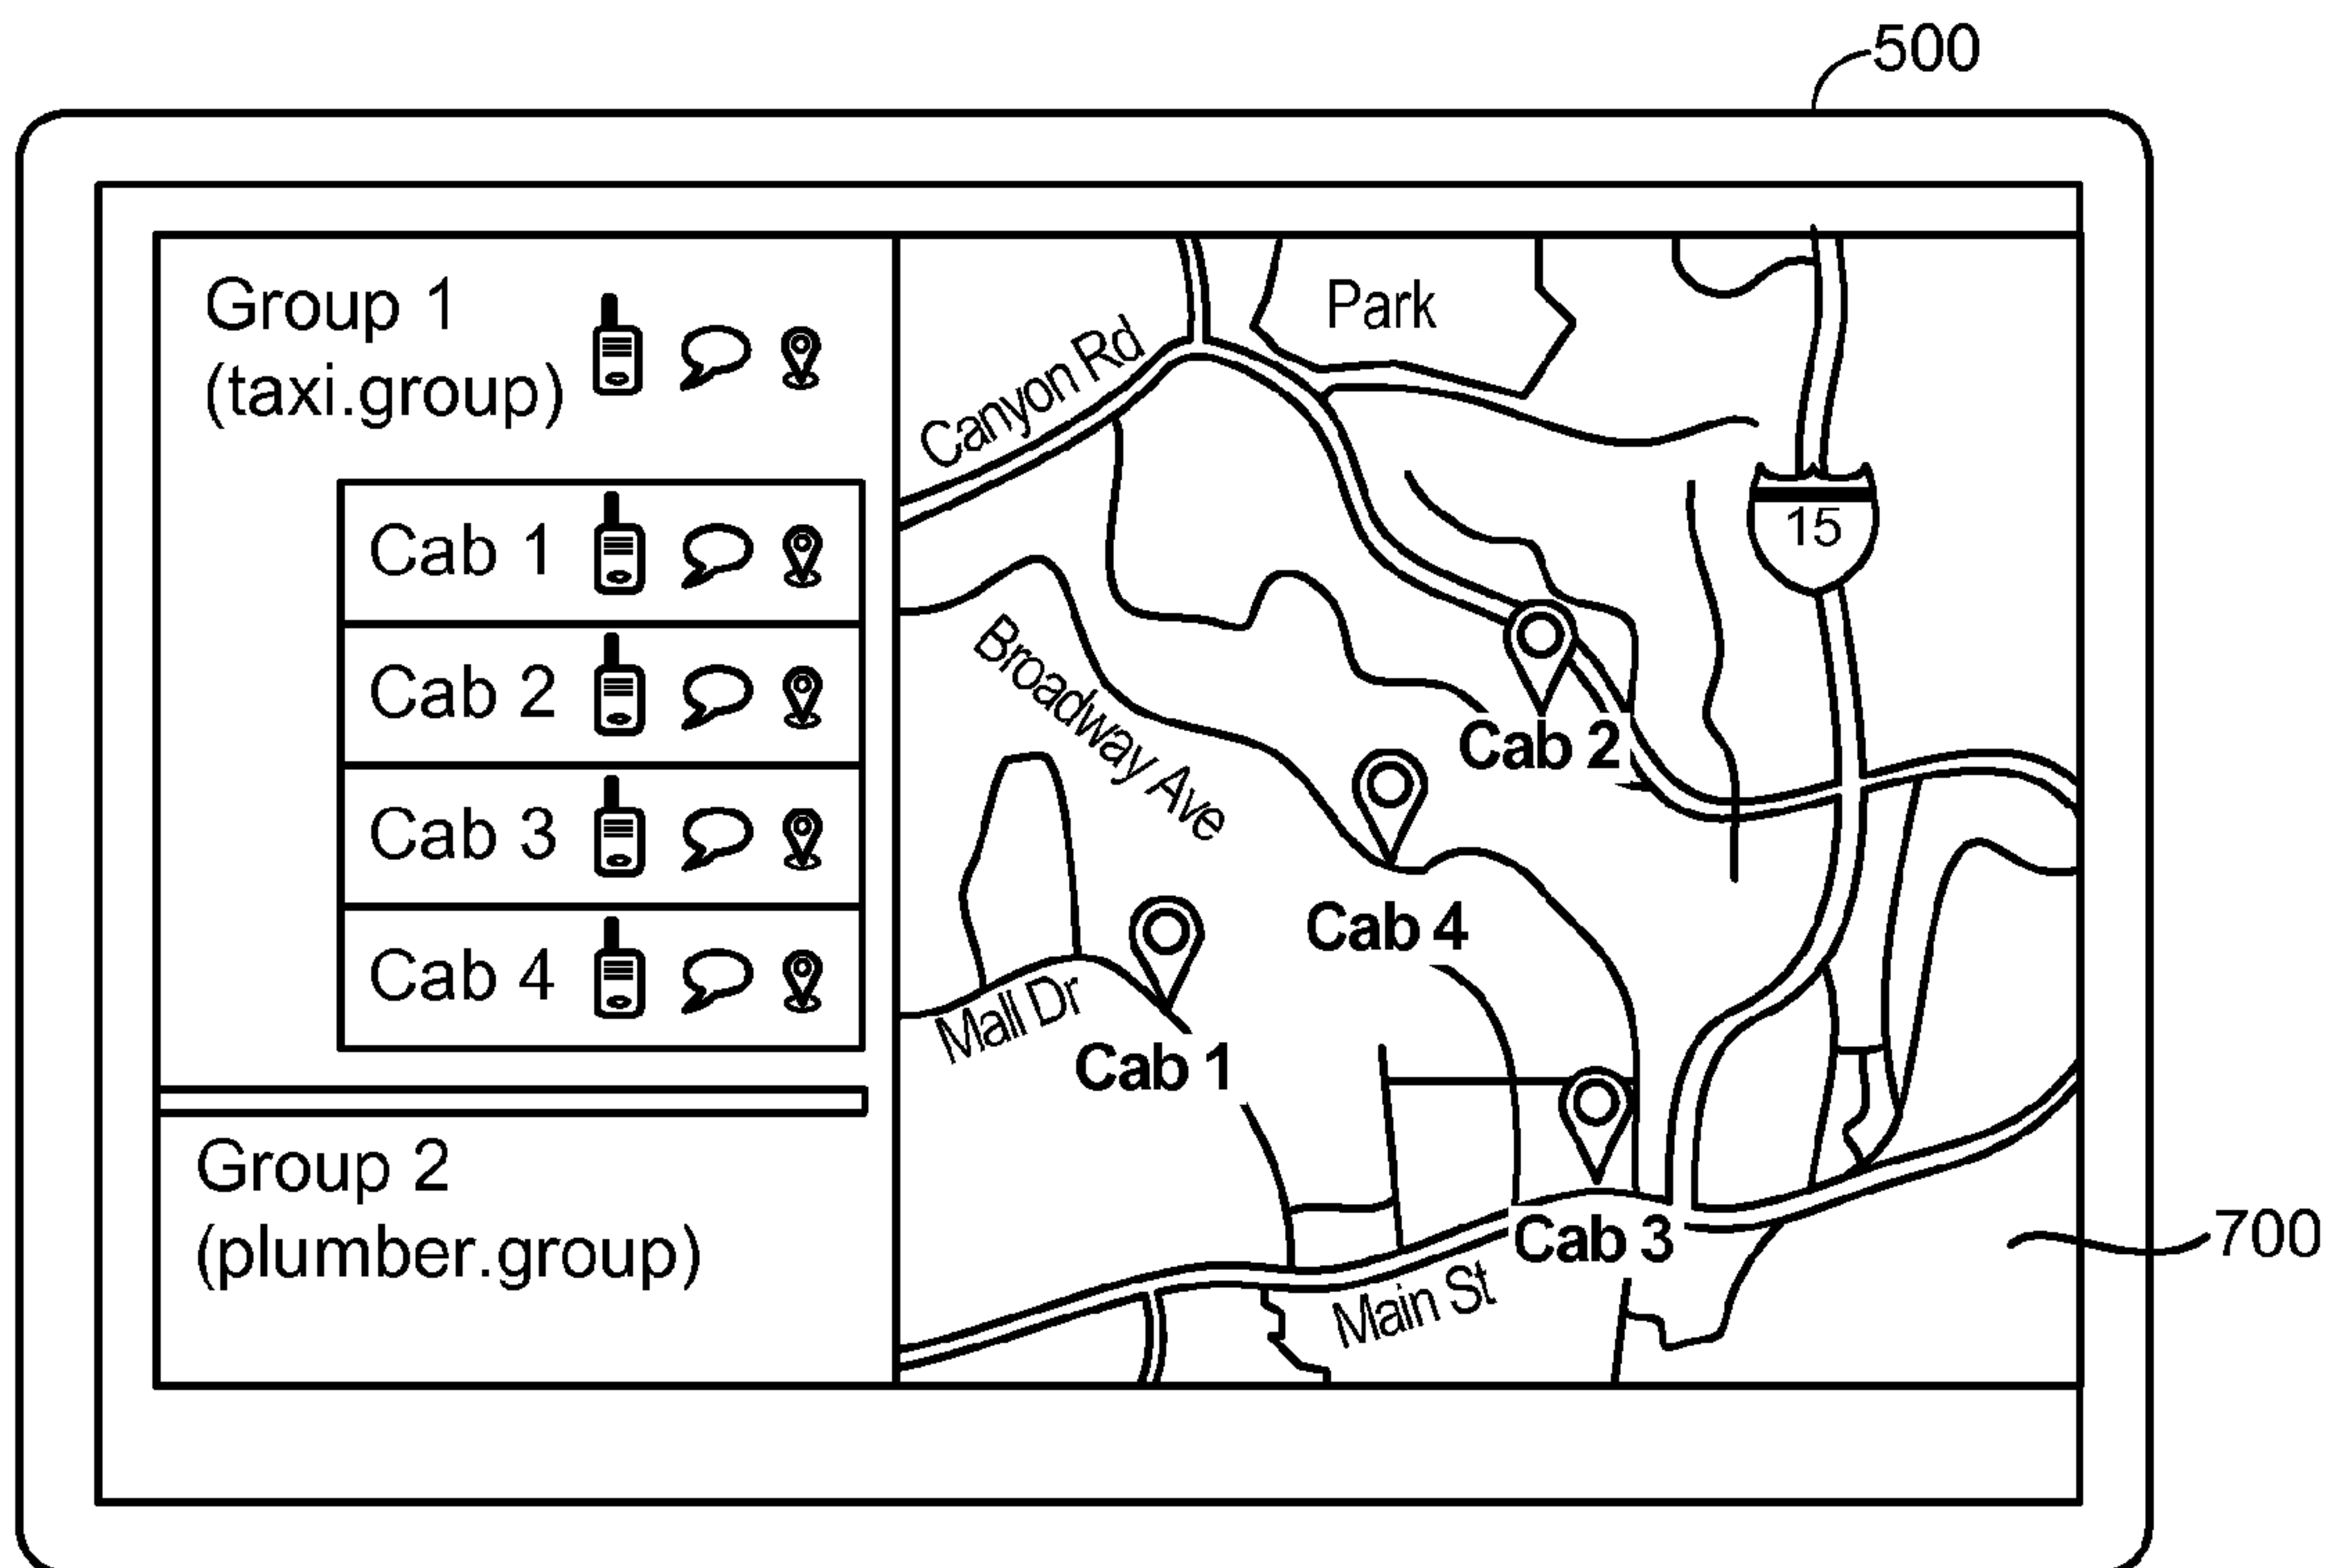 500
Group 1
(taxi.group)
Cab 1
Cab 2
Cab 3
Cab 4
Group 2
(plumber.group)
Park
Canyon Rd
15
Broadway Ave
Cab 2
Cab 4
Mall Dr
Cab 1
Cab 3
Main St
700